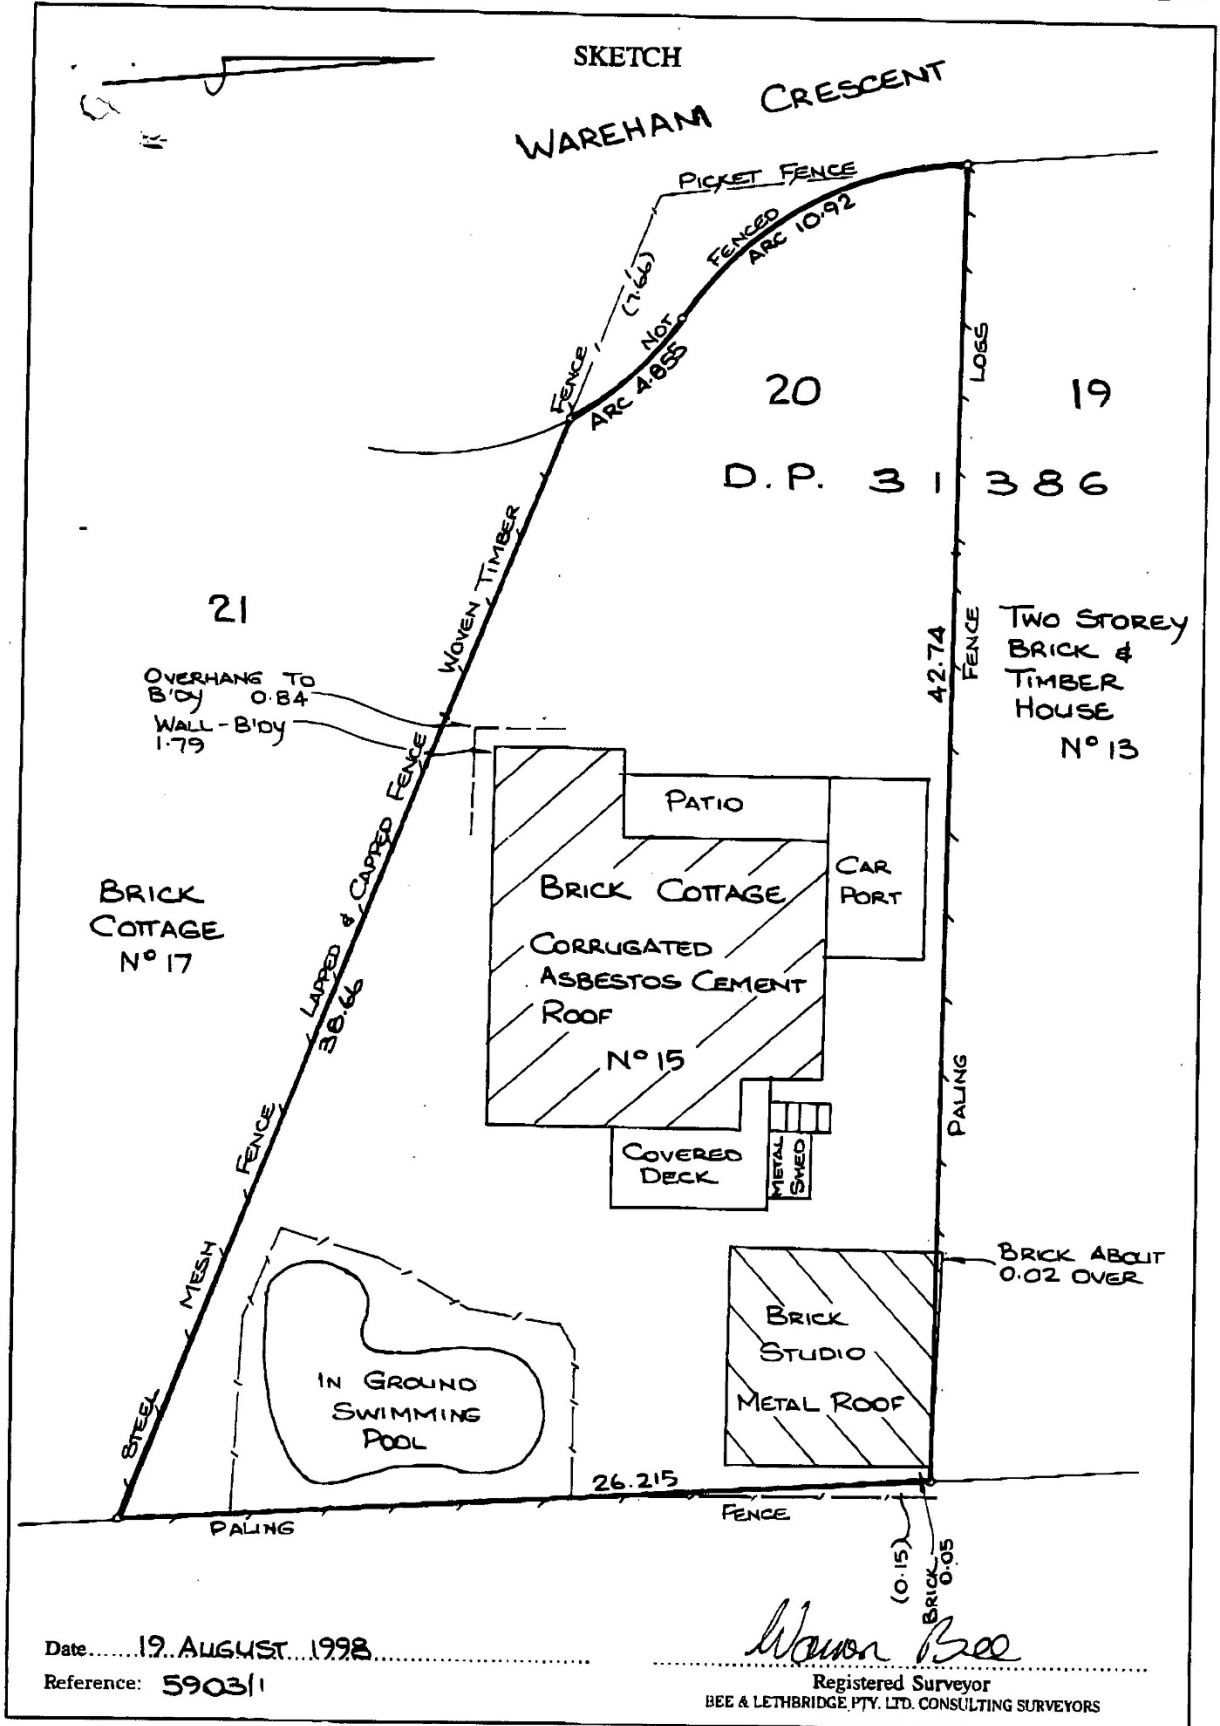 SKETCH
WAREHAM CRESCENT
PICKET FENCE
(7.66)
NOT FENCED
ARC 10.92
ARC 4.855
FENCE
WOVEN TIMBER
20
19
LOGS
D.P. 31386
21
OVERHANG TO
B'DY 0.84
WALL-B'DY
1.79
42.74
FENCE
TWO STOREY
BRICK &
TIMBER
HOUSE
Nº 13
LAPPED & CAPPED FENCE
38.66
PATIO
CAR
PORT
BRICK COTTAGE
CORRUGATED
ASBESTOS CEMENT
ROOF
Nº 15
BRICK
COTTAGE
Nº 17
PALING
COVERED
DECK
METAL
SHED
STEEL MESH FENCE
BRICK ABOUT
0.02 OVER
BRICK
STUDIO
METAL ROOF
IN GROUND
SWIMMING
POOL
26.215
PALING
FENCE
(0.15)
BRICK 0.05
Date 19 AUGUST 1998
Reference: 5903/1
Warren Bee
Registered Surveyor
BEE & LETHBRIDGE PTY. LTD. CONSULTING SURVEYORS